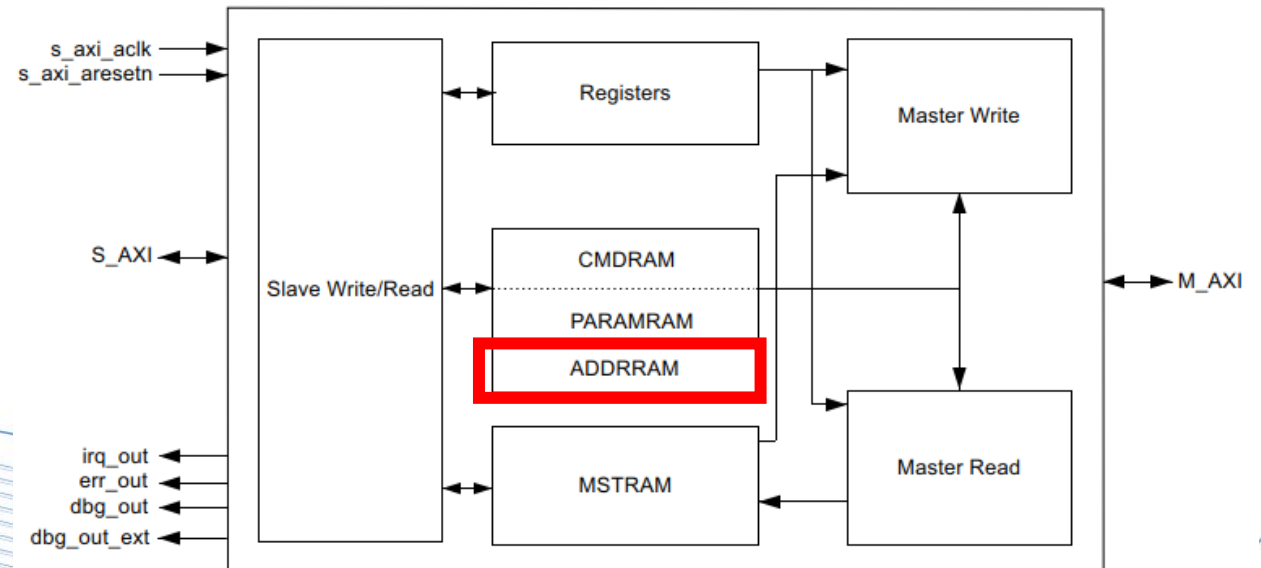 s_axi_aclk
s_axi_aresetn
Registers
Master Write
S_AXI
Slave Write/Read
CMDRAM
PARAMRAM
ADDRRAM
M_AXI
irq_out
err_out
dbg_out
dbg_out_ext
MSTRAM
Master Read